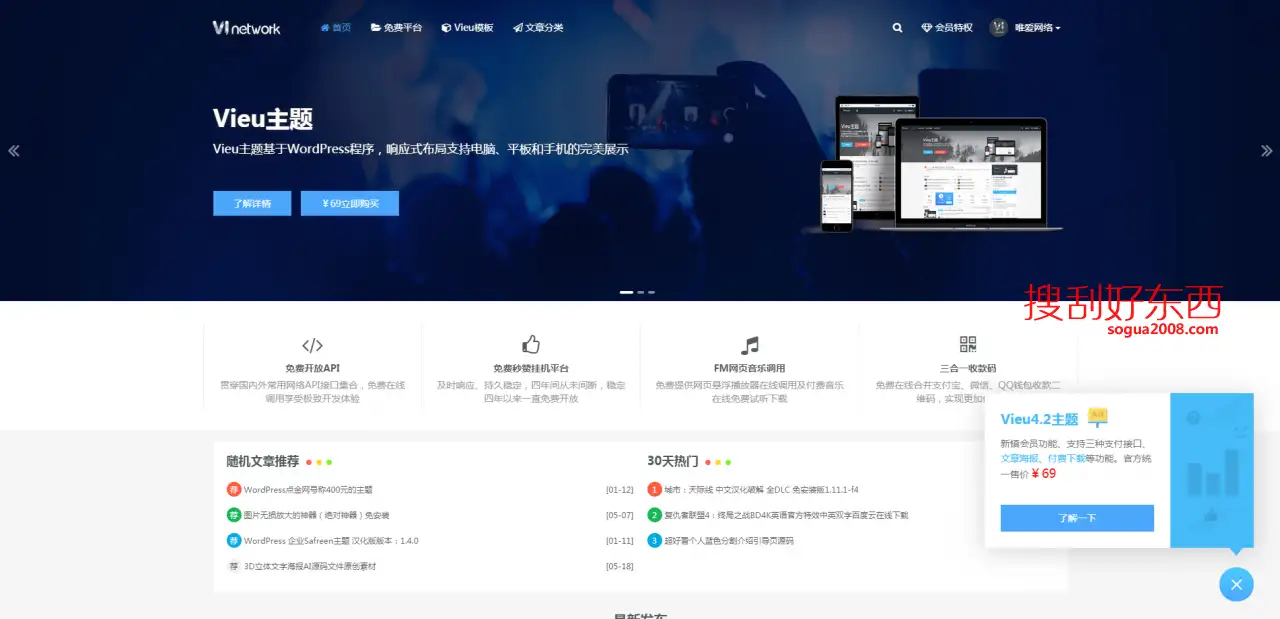 VI network
首页
免费平台
Vieu模板
文章分类
会员特权
唯爱网络
Vieu主题
Vieu主题基于WordPress程序，响应式布局支持电脑、平板和手机的完美展示
了解详情
¥69立即购买
搜刮好东西
sogua2008.com
免费开放API
贯穿国内外常用网络API接口集合，免费在线
调用享受极致开发体验
免费秒赞挂机平台
及时响应、持久稳定，四年间从未间断，稳定
四年以来一直免费开放
FM网页音乐调用
免费提供网页悬浮播放器在线调用及付费音乐
在线免费试听下载
三合一收款码
免费在线合并支付宝、微信、QQ钱包收款二
维码，实现更加
Vieu4.2主题
新增会员功能、支持三种支付接口、
文章海报、付费下载等功能。官方统
一售价 ¥ 69
了解一下
随机文章推荐
荐 WordPress点金网号称400元的主题 [01-12]
荐 图片无损放大的神器（绝对神器）免安装 [05-07]
荐 WordPress 企业Safreen主题 汉化版版本：1.4.0 [01-11]
荐 3D立体文字海报AI源码文件原创素材 [05-18]
30天热门
1 城市：天际线 中文汉化破解 全DLC 免安装版1.11.1-f4
2 复仇者联盟4：终局之战BD4K英语官方特效中英双字百度云在线下载
3 超好看个人蓝色分割介绍引导页源码
最新发布